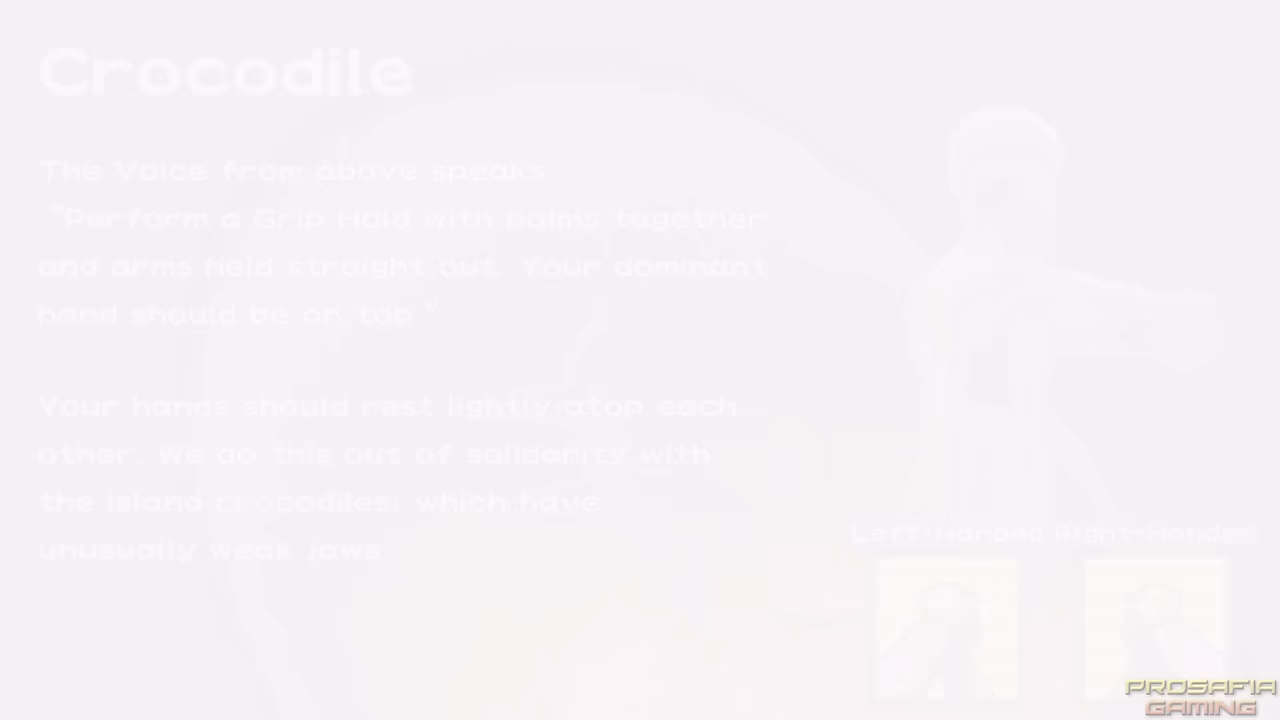 Crocodile
The Voice from above speaks
"Perform a Grip Hold with palms together
and arms held straight out. Your dominant
hand should be on top."
Your hands should rest lightly atop each
other. We do this out of solidarity with
the island crocodiles, which have
unusually weak jaws
Left-Handed Right-Handed
PROSAFIA
GAMING